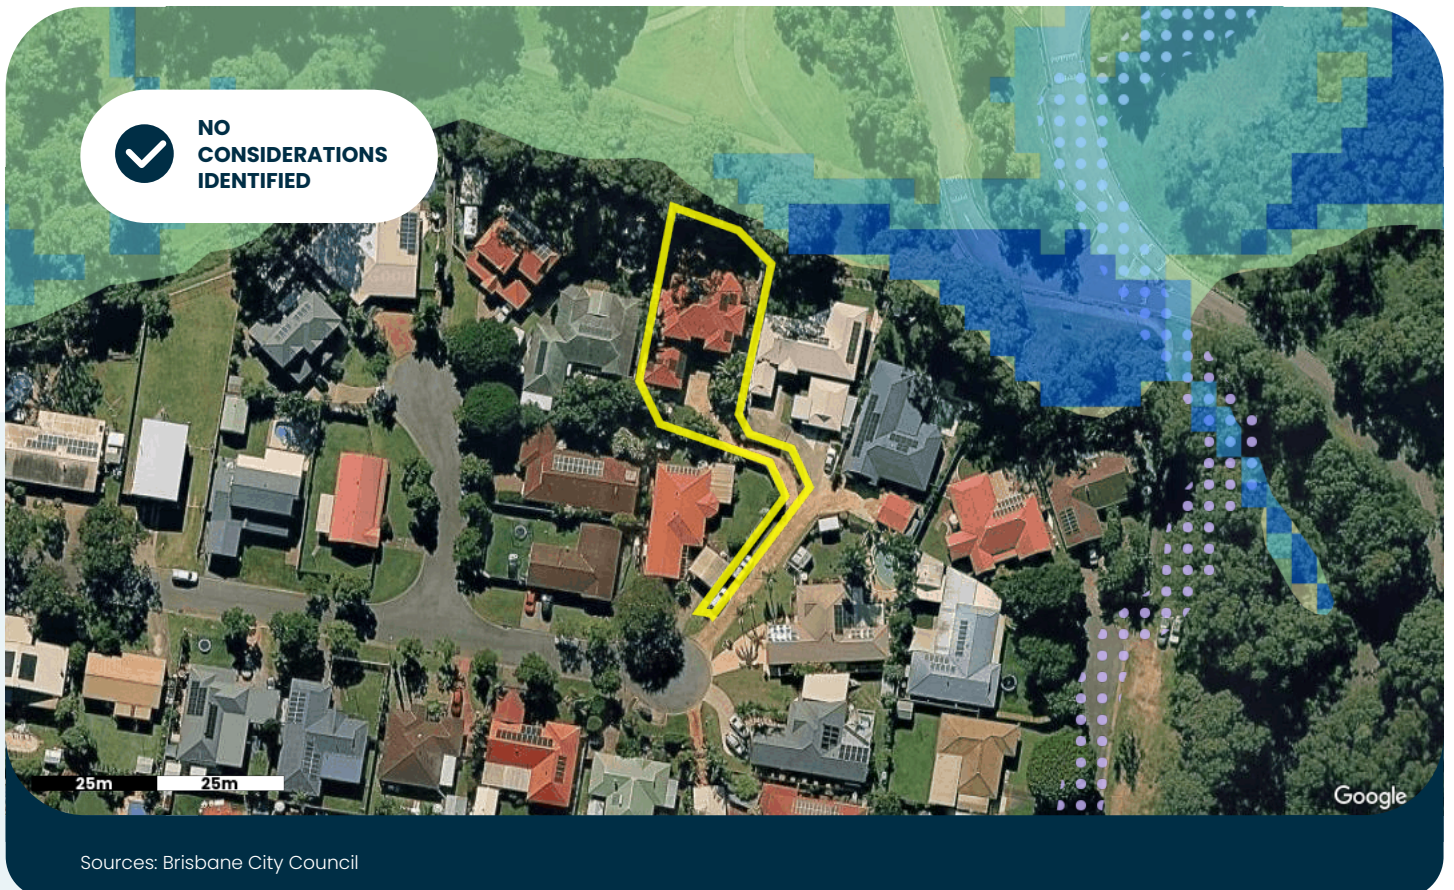 NO
CONSIDERATIONS
IDENTIFIED
25m 25m
Google
Sources: Brisbane City Council